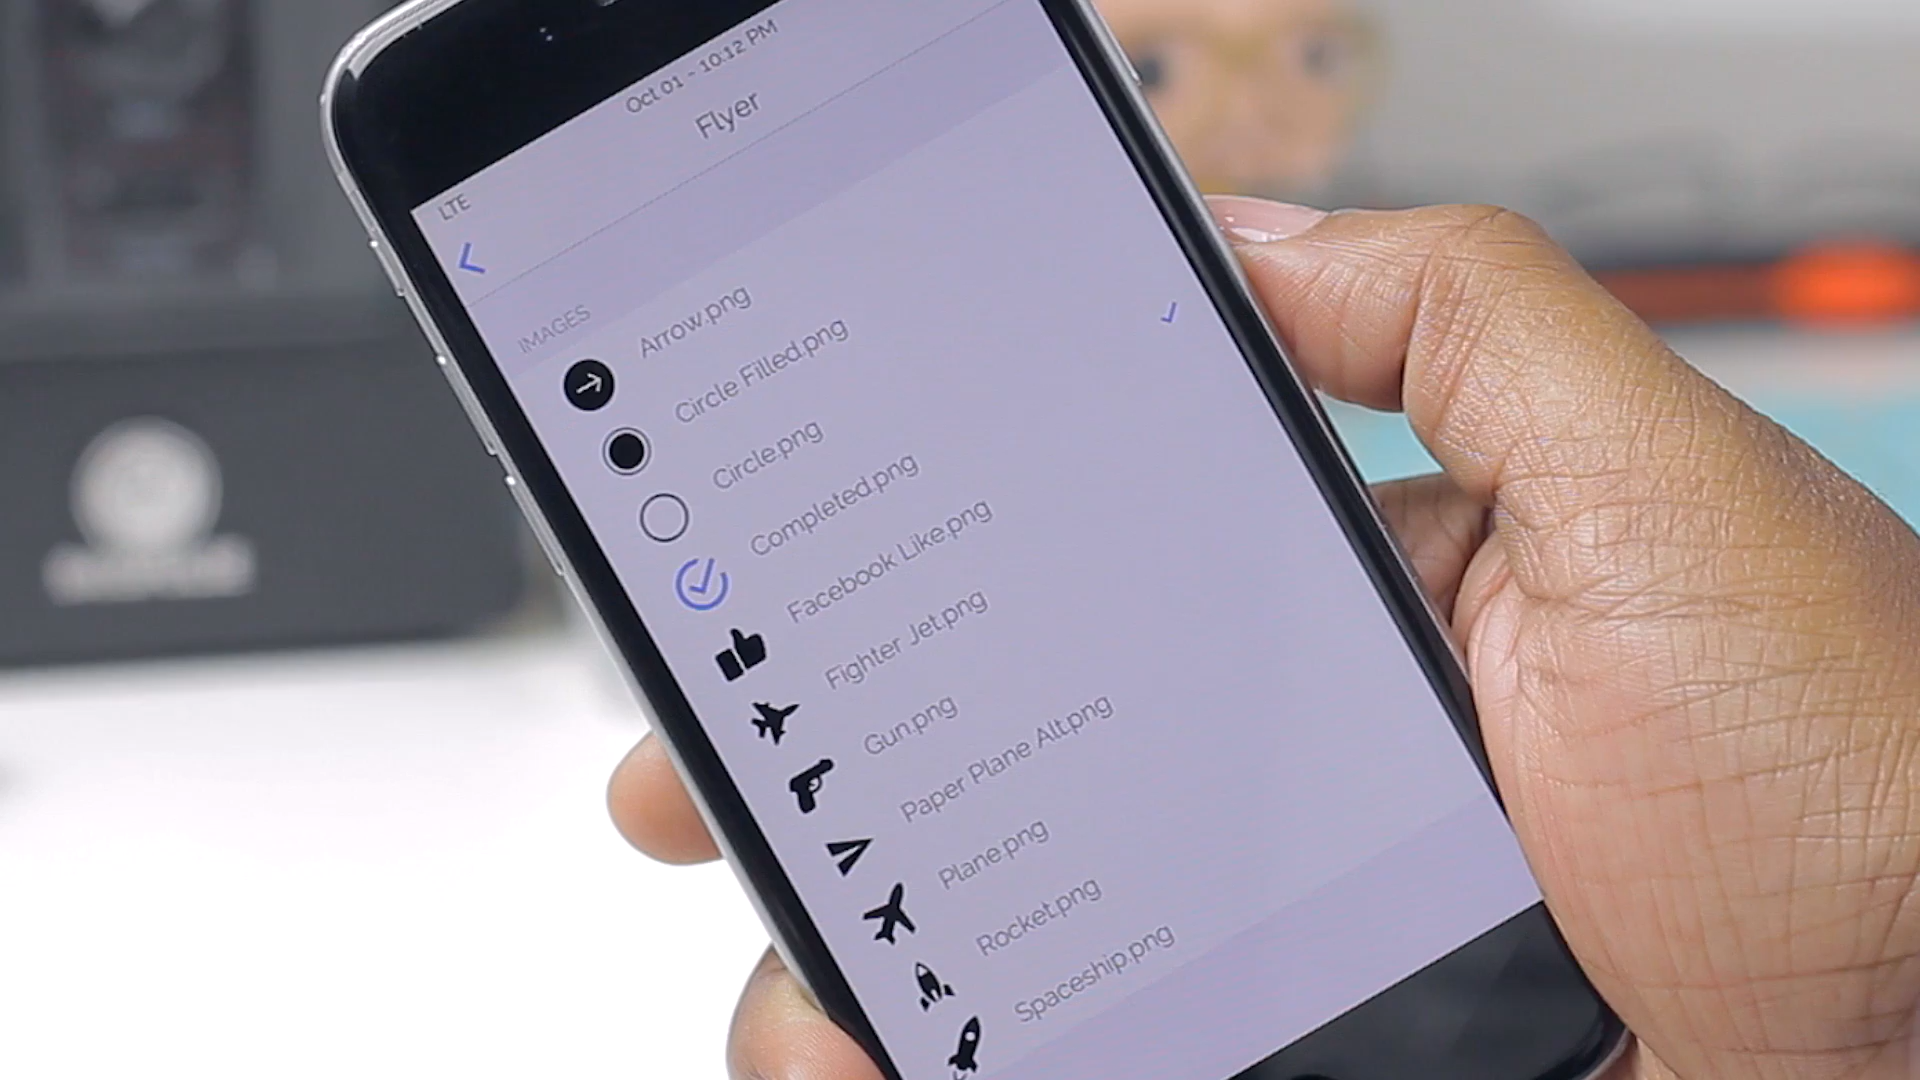 LTE
Oct 01 - 10:12 PM
Flyer
IMAGES
Arrow.png
Circle Filled.png
Circle.png
Completed.png
Facebook Like.png
Fighter Jet.png
Gun.png
Paper Plane Alt.png
Plane.png
Rocket.png
Spaceship.png